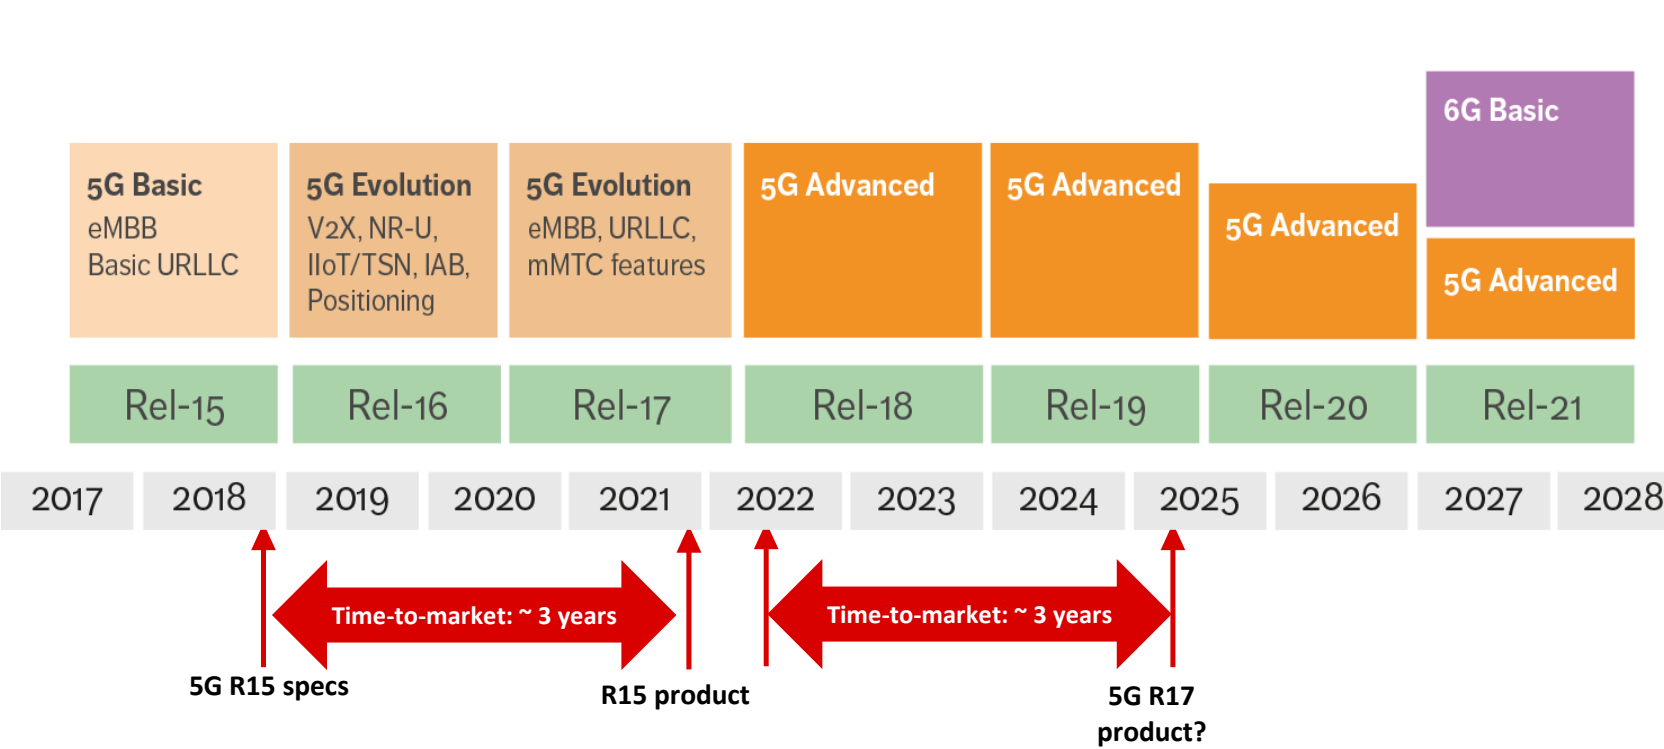 6G Basic
5G Basic
eMBB
Basic URLLC
5G Evolution
V2X, NR-U,
IIoT/TSN, IAB,
Positioning
5G Evolution
eMBB, URLLC,
mMTC features
5G Advanced
5G Advanced
5G Advanced
5G Advanced
Rel-15
Rel-16
Rel-17
Rel-18
Rel-19
Rel-20
Rel-21
2017
2018
2019
2020
2021
2022
2023
2024
2025
2026
2027
2028
Time-to-market: ~ 3 years
Time-to-market: ~ 3 years
5G R15 specs
R15 product
5G R17
product?